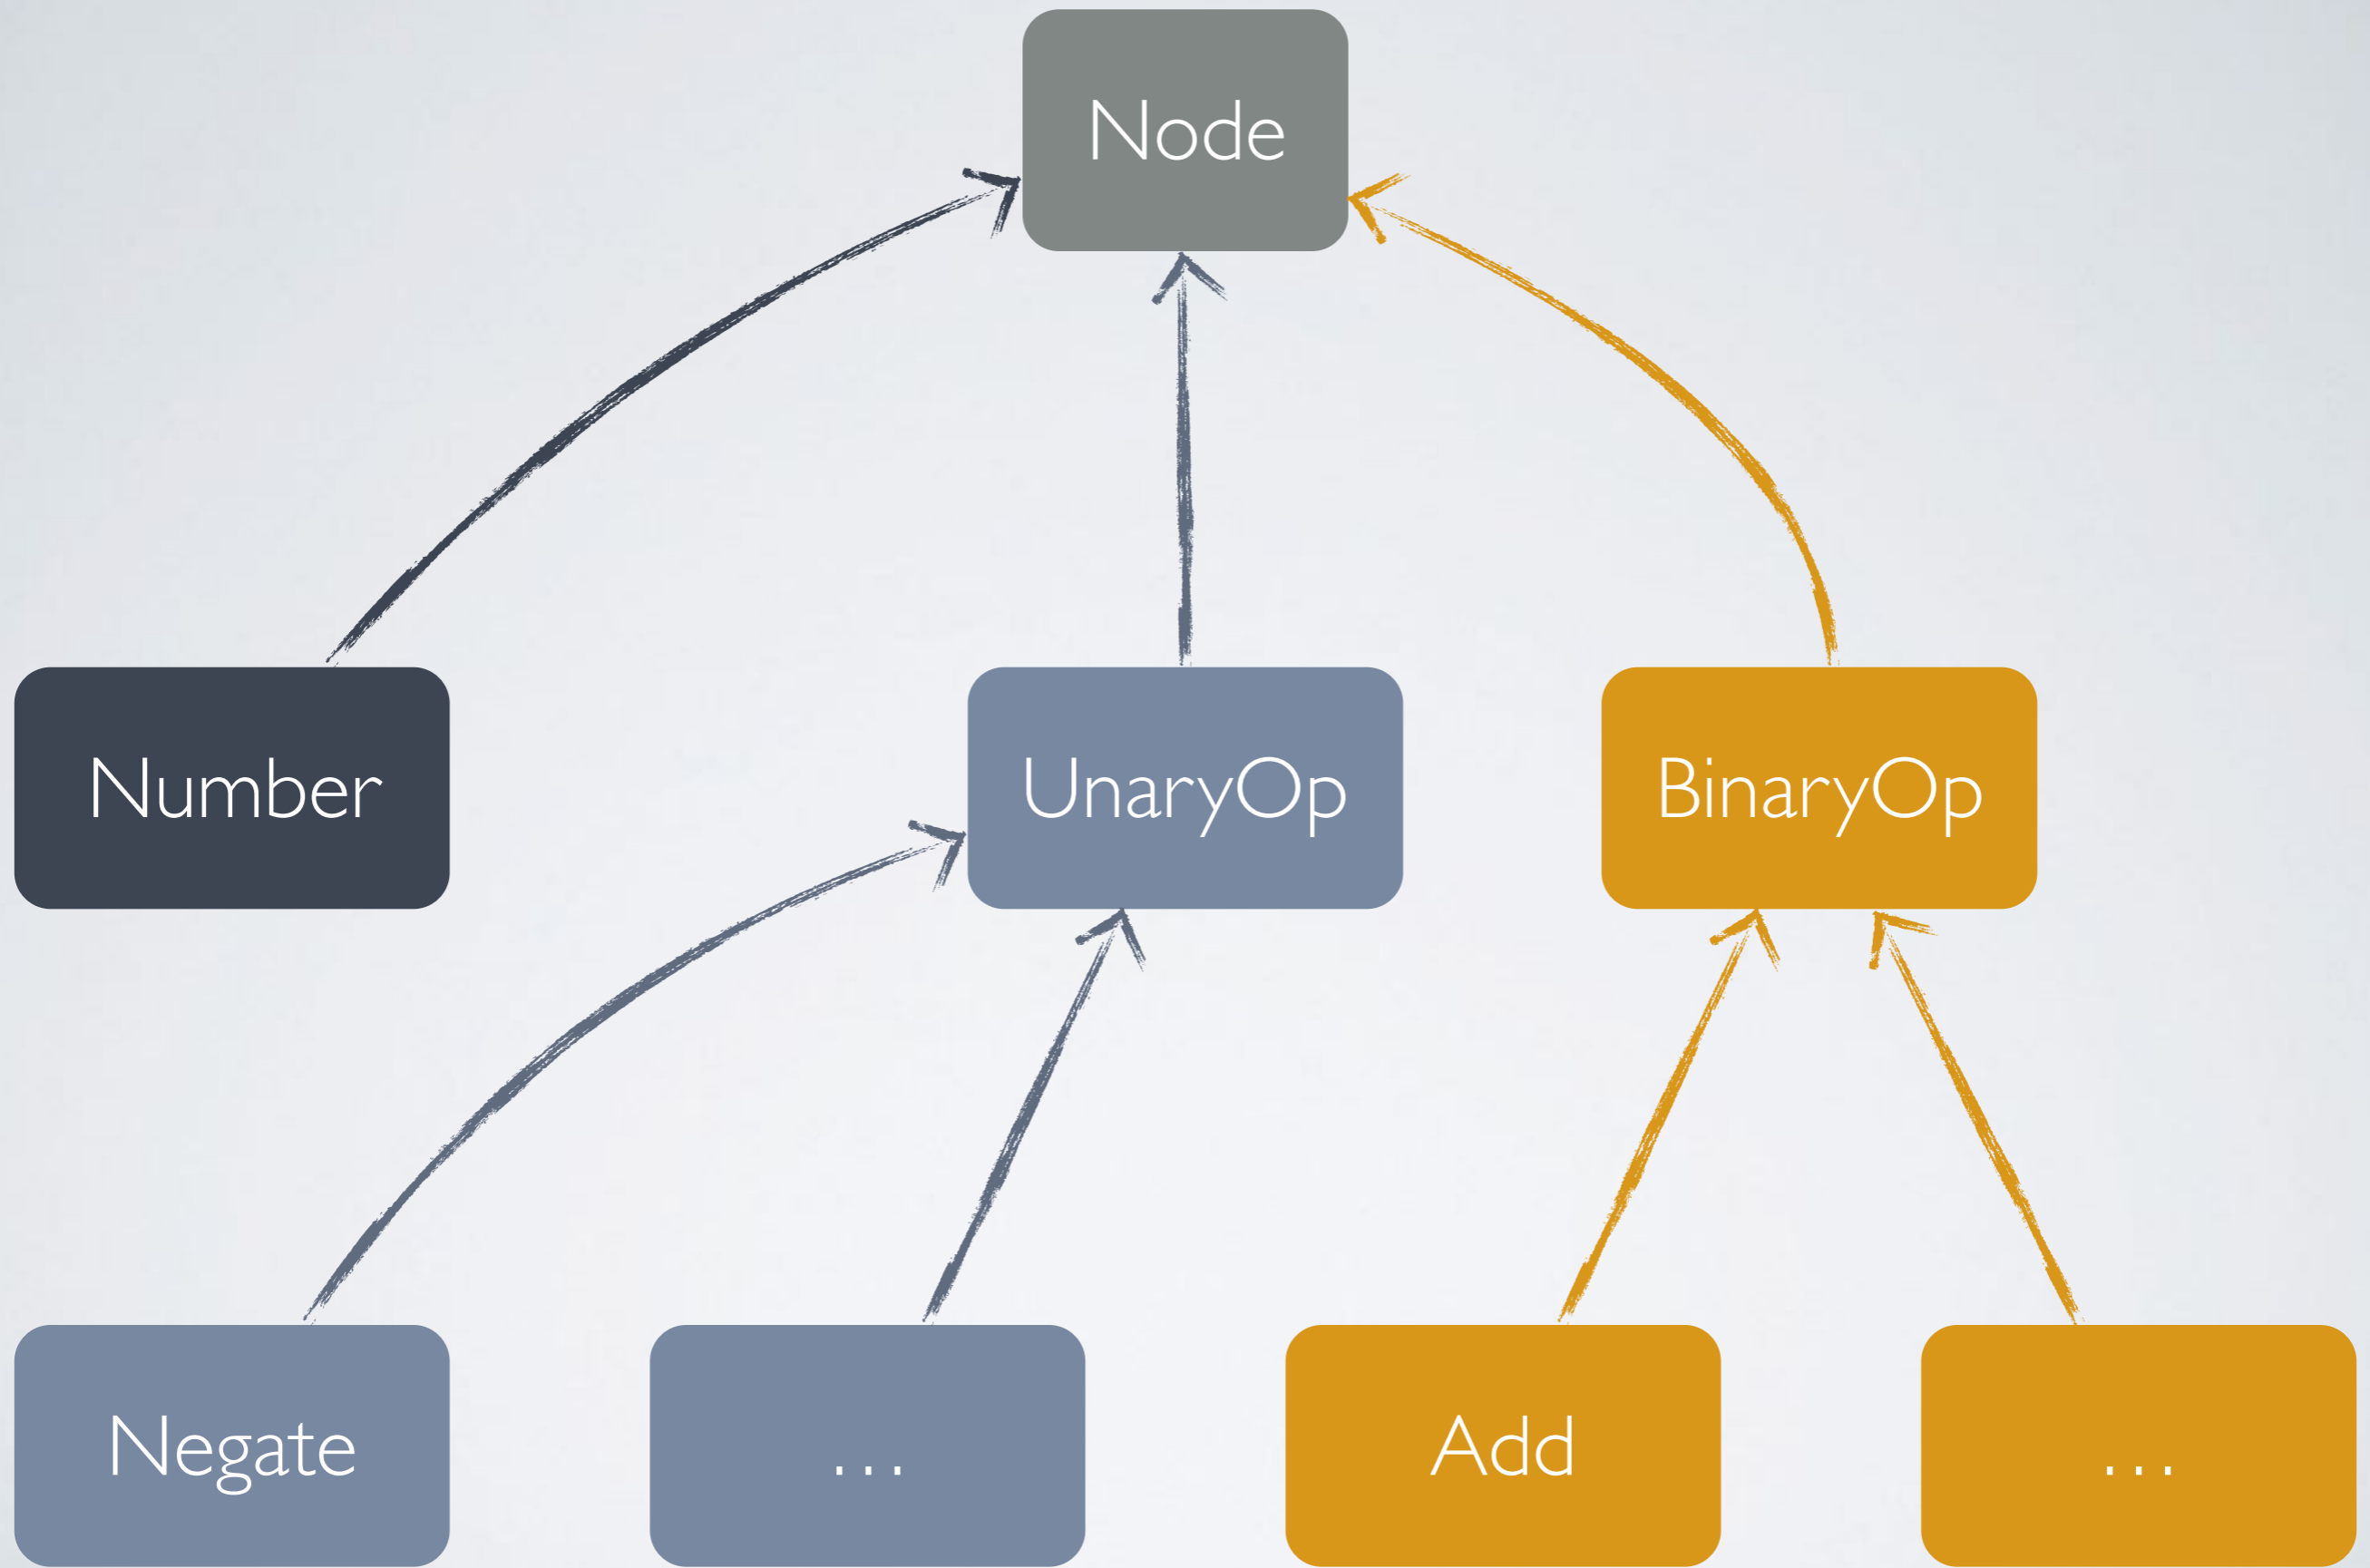 Node
Number
UnaryOp
BinaryOp
Negate
...
Add
...